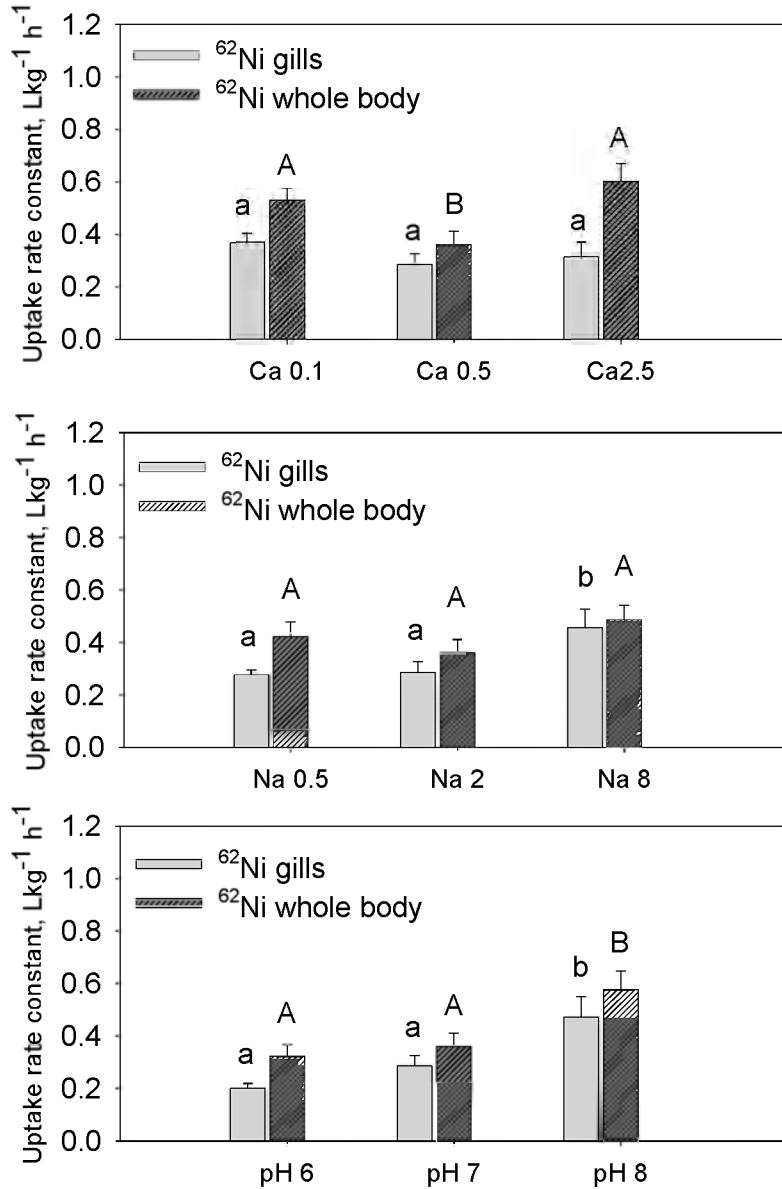 Uptake rate constant, Lkg⁻¹ h⁻¹
1.2
1.0
0.8
0.6
0.4
0.2
0.0
⁶²Ni gills
⁶²Ni whole body
a A
a B
a A
Ca 0.1 Ca 0.5 Ca2.5
Uptake rate constant, Lkg⁻¹ h⁻¹
1.2
1.0
0.8
0.6
0.4
0.2
0.0
⁶²Ni gills
⁶²Ni whole body
a A
a A
b A
Na 0.5 Na 2 Na 8
Uptake rate constant, Lkg⁻¹ h⁻¹
1.2
1.0
0.8
0.6
0.4
0.2
0.0
⁶²Ni gills
⁶²Ni whole body
a A
a A
b B
pH 6 pH 7 pH 8